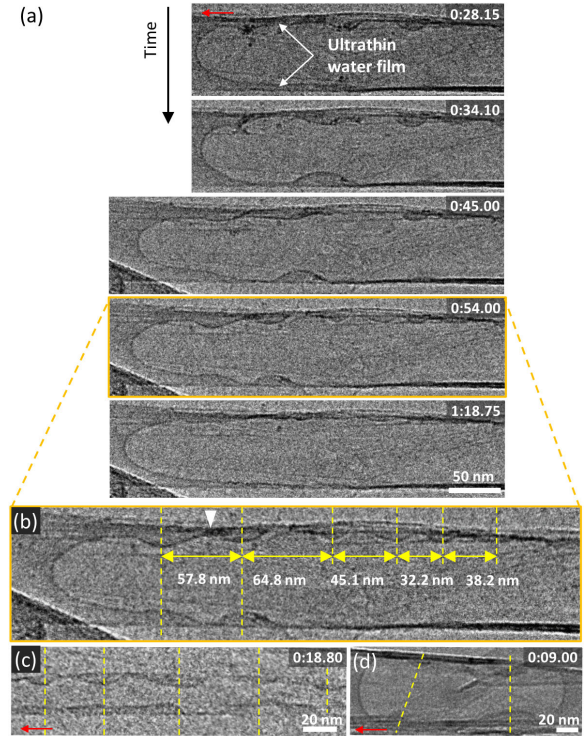 (a)
Time
0:28.15
Ultrathin
water film
0:34.10
0:45.00
0:54.00
1:18.75
50 nm
(b)
57.8 nm 64.8 nm 45.1 nm 32.2 nm 38.2 nm
(c) 0:18.80
20 nm
(d) 0:09.00
20 nm